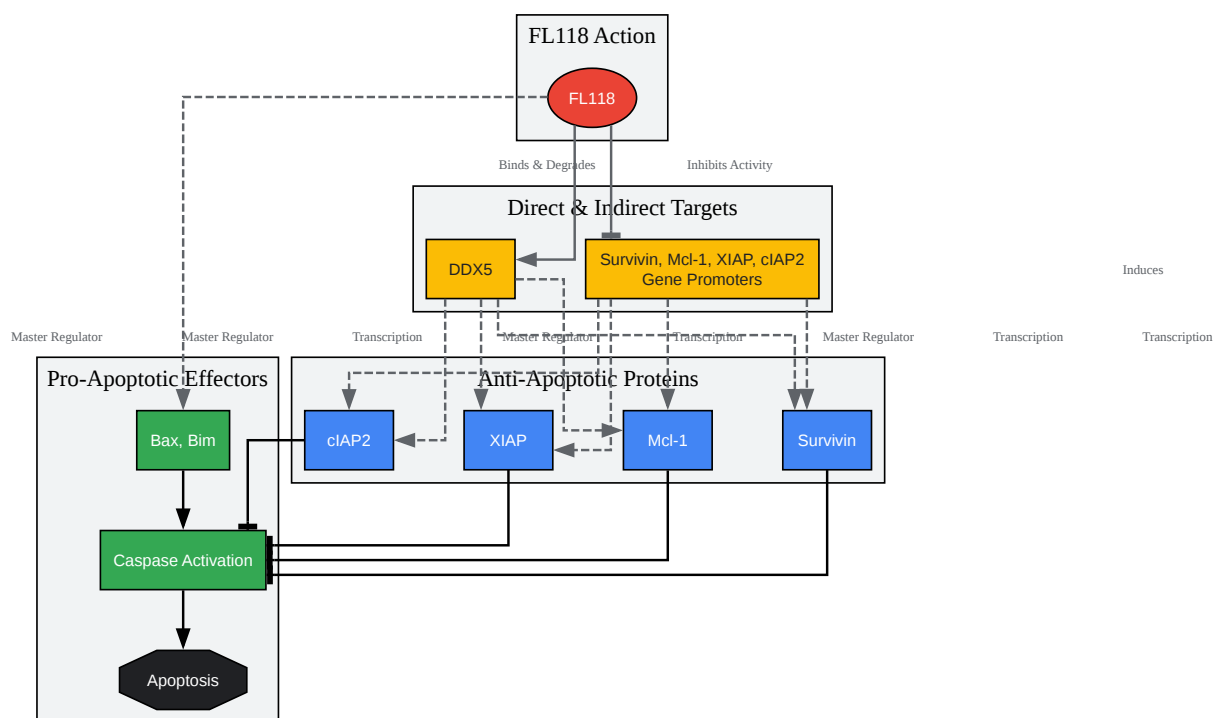 FL118 Action
FL118
Binds & Degrades
Inhibits Activity
Direct & Indirect Targets
DDX5
Survivin, Mcl-1, XIAP, cIAP2
Gene Promoters
Induces
Master Regulator
Master Regulator
Transcription
Master Regulator
Transcription
Master Regulator
Transcription
Transcription
Pro-Apoptotic Effectors
Anti-Apoptotic Proteins
Bax, Bim
cIAP2
XIAP
Mcl-1
Survivin
Caspase Activation
Apoptosis